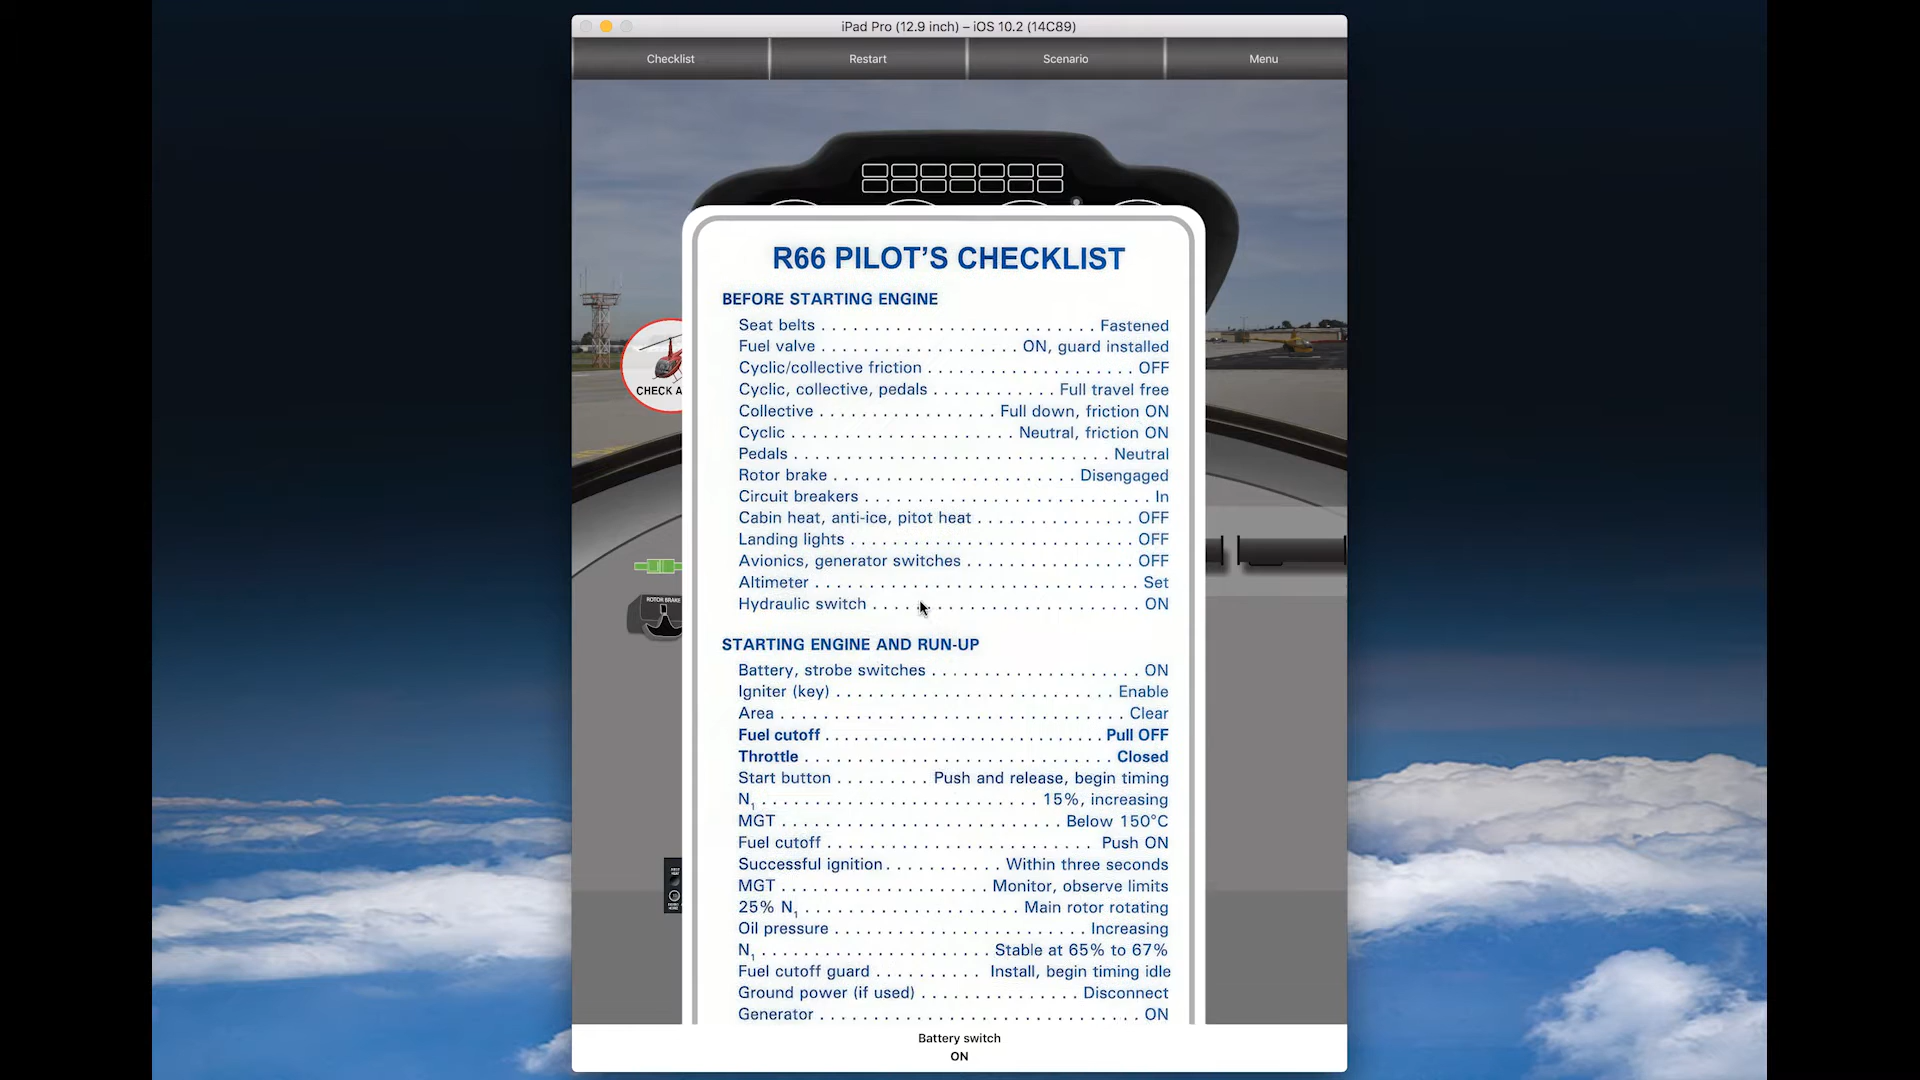 iPad Pro (12.9 inch) – iOS 10.2 (14C89)
Checklist Restart Scenario Menu
R66 PILOT'S CHECKLIST
BEFORE STARTING ENGINE
Seat belts . . . . . . . . . . . . . . . . . . . . . . . . . . Fastened
Fuel valve . . . . . . . . . . . . . . . . . . . ON, guard installed
Cyclic/collective friction . . . . . . . . . . . . . . . . . . . . OFF
Cyclic, collective, pedals . . . . . . . . . . . . Full travel free
CHECK A
Collective . . . . . . . . . . . . . . . . . Full down, friction ON
Cyclic . . . . . . . . . . . . . . . . . . . . . Neutral, friction ON
Pedals . . . . . . . . . . . . . . . . . . . . . . . . . . . . . . Neutral
Rotor brake . . . . . . . . . . . . . . . . . . . . . . . Disengaged
Circuit breakers . . . . . . . . . . . . . . . . . . . . . . . . . . . In
Cabin heat, anti-ice, pitot heat . . . . . . . . . . . . . . . OFF
Landing lights . . . . . . . . . . . . . . . . . . . . . . . . . . . OFF
Avionics, generator switches . . . . . . . . . . . . . . . . OFF
Altimeter . . . . . . . . . . . . . . . . . . . . . . . . . . . . . . . Set
Hydraulic switch . . . . . . . . . . . . . . . . . . . . . . . . . ON
ROTOR BRAKE
STARTING ENGINE AND RUN-UP
Battery, strobe switches . . . . . . . . . . . . . . . . . . . . ON
Igniter (key) . . . . . . . . . . . . . . . . . . . . . . . . . . Enable
Area . . . . . . . . . . . . . . . . . . . . . . . . . . . . . . . . Clear
Fuel cutoff . . . . . . . . . . . . . . . . . . . . . . . . . . Pull OFF
Throttle . . . . . . . . . . . . . . . . . . . . . . . . . . . . . Closed
Start button . . . . . . . . . Push and release, begin timing
N1 . . . . . . . . . . . . . . . . . . . . . . . . . . 15%, increasing
MGT . . . . . . . . . . . . . . . . . . . . . . . . . . Below 150°C
Fuel cutoff . . . . . . . . . . . . . . . . . . . . . . . . . Push ON
Successful ignition . . . . . . . . . . . Within three seconds
MGT . . . . . . . . . . . . . . . . . . . . Monitor, observe limits
25% N1 . . . . . . . . . . . . . . . . . . . . Main rotor rotating
Oil pressure . . . . . . . . . . . . . . . . . . . . . . . . Increasing
N1 . . . . . . . . . . . . . . . . . . . . . . Stable at 65% to 67%
Fuel cutoff guard . . . . . . . . . . Install, begin timing idle
Ground power (if used) . . . . . . . . . . . . . . . Disconnect
Generator . . . . . . . . . . . . . . . . . . . . . . . . . . . . . . ON
Battery switch
ON